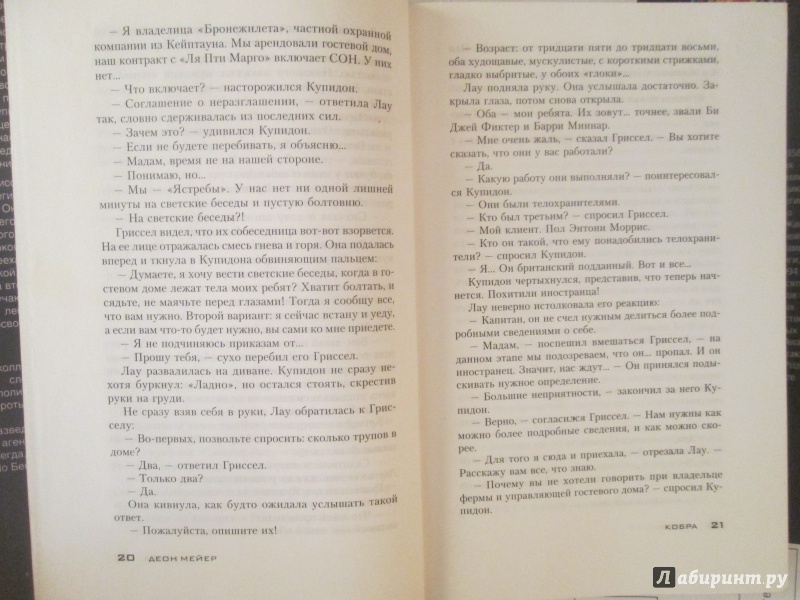 — Я владелица «Бронежилета», частной охранной
компании из Кейптауна. Мы арендовали гостевой дом,
наш контракт с «Ля Пти Марго» включает СОН. У них
нет...
— Что включает? — насторожился Купидон.
— Соглашение о неразглашении, — ответила Лау
так, словно сдерживалась из последних сил.
— Зачем это? — удивился Купидон.
— Если не будете перебивать, я объясню...
— Мадам, время не на нашей стороне.
— Понимаю, но...
— Мы — «Ястребы». У нас нет ни одной лишней
минуты на светские беседы и пустую болтовню.
— На светские беседы?!
Гриссел видел, что их собеседница вот-вот взорвется.
На ее лице отражалась смесь гнева и горя. Она подалась
вперед и ткнула в Купидона обвиняющим пальцем:
— Думаете, я хочу вести светские беседы, когда в го-
стевом доме лежат тела моих ребят? Хватит болтать, и
сядьте, не маячьте перед глазами! Тогда я сообщу все,
что вам нужно. Второй вариант: я сейчас встану и уеду,
а если вам что-то будет нужно, вы сами ко мне приедете.
— Я не подчиняюсь приказам от...
— Прошу тебя, — сухо перебил его Гриссел.
Лау развалилась на диване. Купидон не сразу не-
хотя буркнул: «Ладно», но остался стоять, скрестив
руки на груди.
Не сразу взяв себя в руки, Лау обратилась к Грис-
селу:
— Во-первых, позвольте спросить: сколько трупов в
доме?
— Два, — ответил Гриссел.
— Только два?
— Да.
Она кивнула, как будто ожидала услышать такой
ответ.
— Пожалуйста, опишите их!
20 ДЕОН МЕЙЕР
— Возраст: от тридцати пяти до тридцати восьми,
оба худощавые, мускулистые, с короткими стрижками,
гладко выбритые, у обоих «глоки»...
Лау подняла руку. Она услышала достаточно. За-
крыла глаза, потом снова открыла.
— Оба — мои ребята. Их зовут... точнее, звали Би
Джей Фиктер и Барри Миннар.
— Мне очень жаль, — сказал Гриссел. — Вы хотите
сказать, что они у вас работали?
— Да.
— Какую работу они выполняли? — поинтересовал-
ся Купидон.
— Они были телохранителями.
— Кто был третьим? — спросил Гриссел.
— Мой клиент. Пол Энтони Моррис.
— Кто он такой, что ему понадобились телохрани-
тели? — спросил Купидон.
— Я... Он британский подданный. Вот и все...
Купидон чертыхнулся, представив, что теперь нач-
нется. Похитили иностранца!
Лау неверно истолковала его реакцию:
— Капитан, он не счел нужным делиться более под-
робными сведениями о себе.
— Мадам, — поспешил вмешаться Гриссел, — на
данном этапе мы подозреваем, что он... пропал. И он
иностранец. Значит, нас ждут... — Он принялся поды-
скивать нужное определение.
— Большие неприятности, — закончил за него Ку-
пидон.
— Верно, — согласился Гриссел. — Нам нужны как
можно более подробные сведения, и как можно ско-
рее.
— Для того я сюда и приехала, — отрезала Лау. —
Расскажу вам все, что знаю.
— Почему вы не хотели говорить при владельце
фермы и управляющей гостевого дома? — спросил Ку-
пидон.
КОБРА 21
Лабиринт.ру